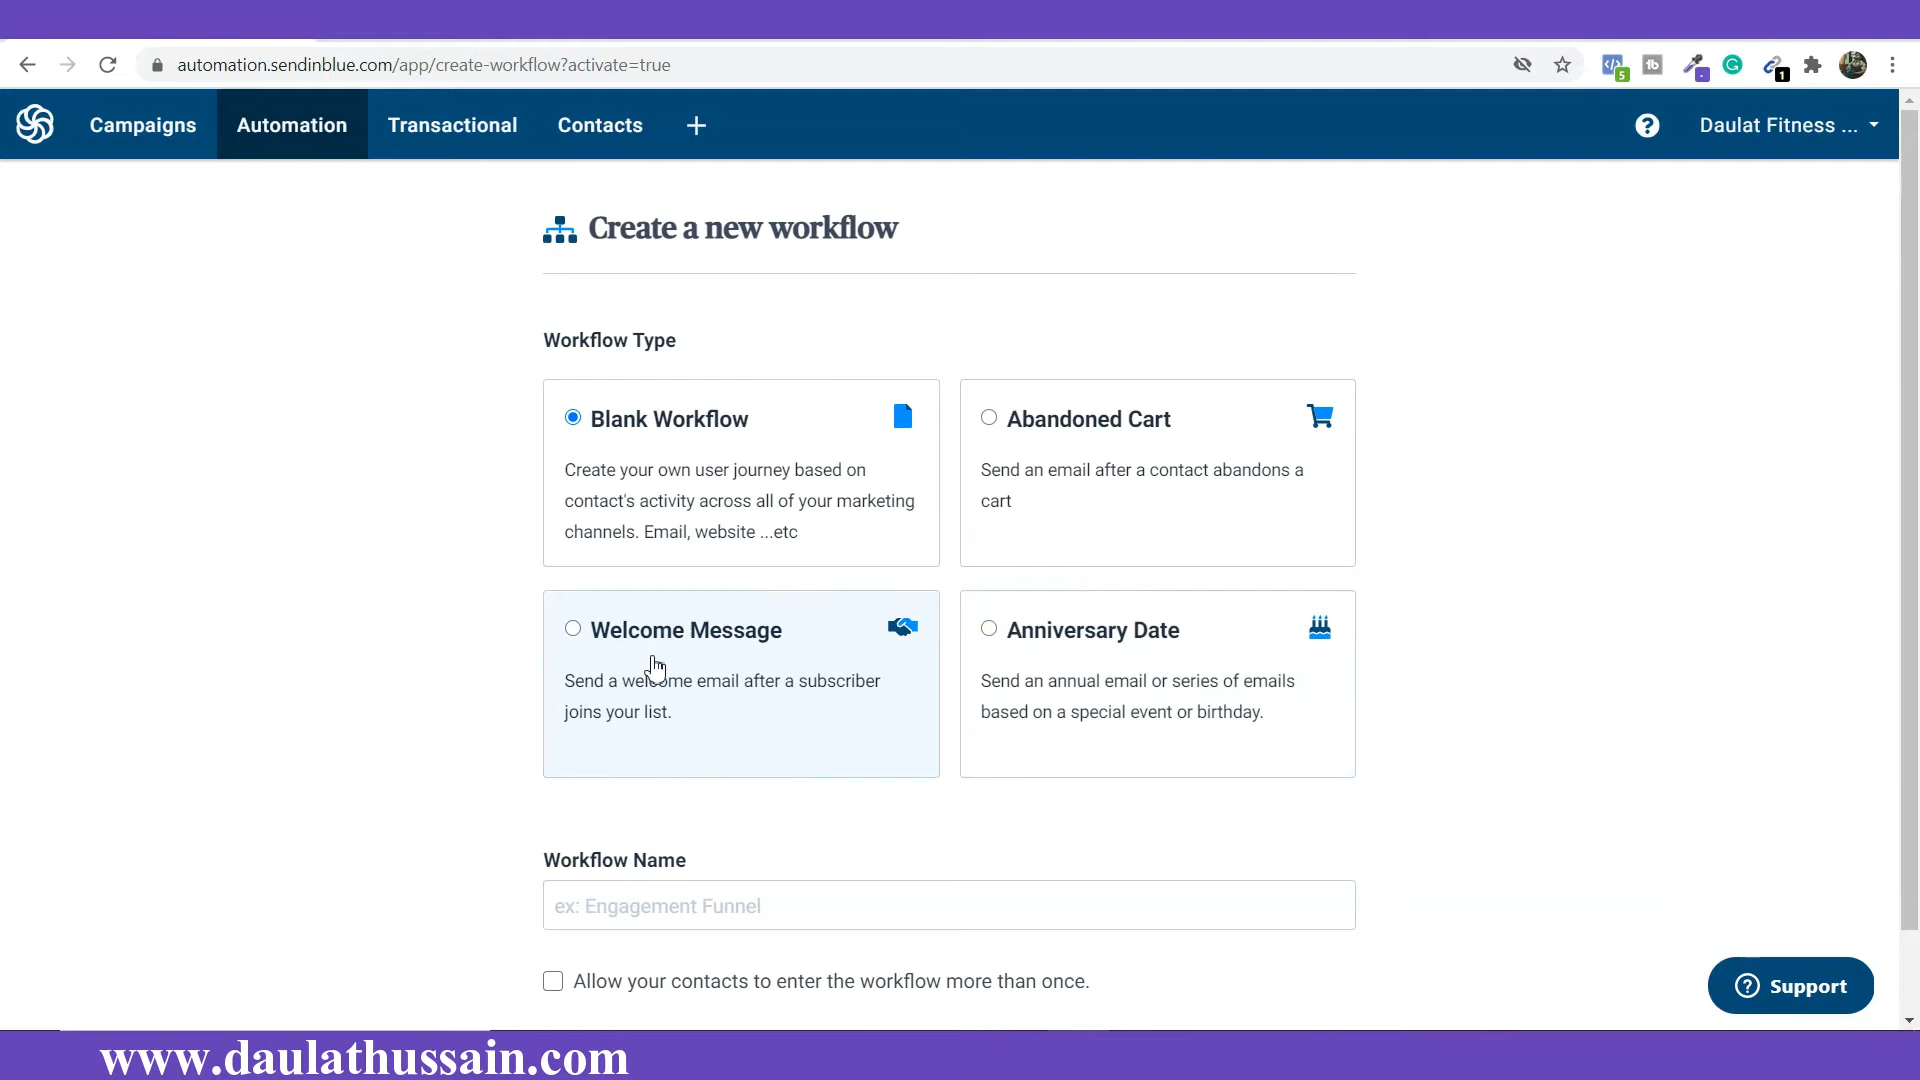 automation.sendinblue.com/app/create-workflow?activate=true
5
1
Campaigns Automation Transactional Contacts + Daulat Fitness ...
Create a new workflow
Workflow Type
Blank Workflow
Create your own user journey based on
contact's activity across all of your marketing
channels. Email, website ...etc
Abandoned Cart
Send an email after a contact abandons a
cart
Welcome Message
Send a welcome email after a subscriber
joins your list.
Anniversary Date
Send an annual email or series of emails
based on a special event or birthday.
Workflow Name
ex: Engagement Funnel
Allow your contacts to enter the workflow more than once.
Support
www.daulathussain.com